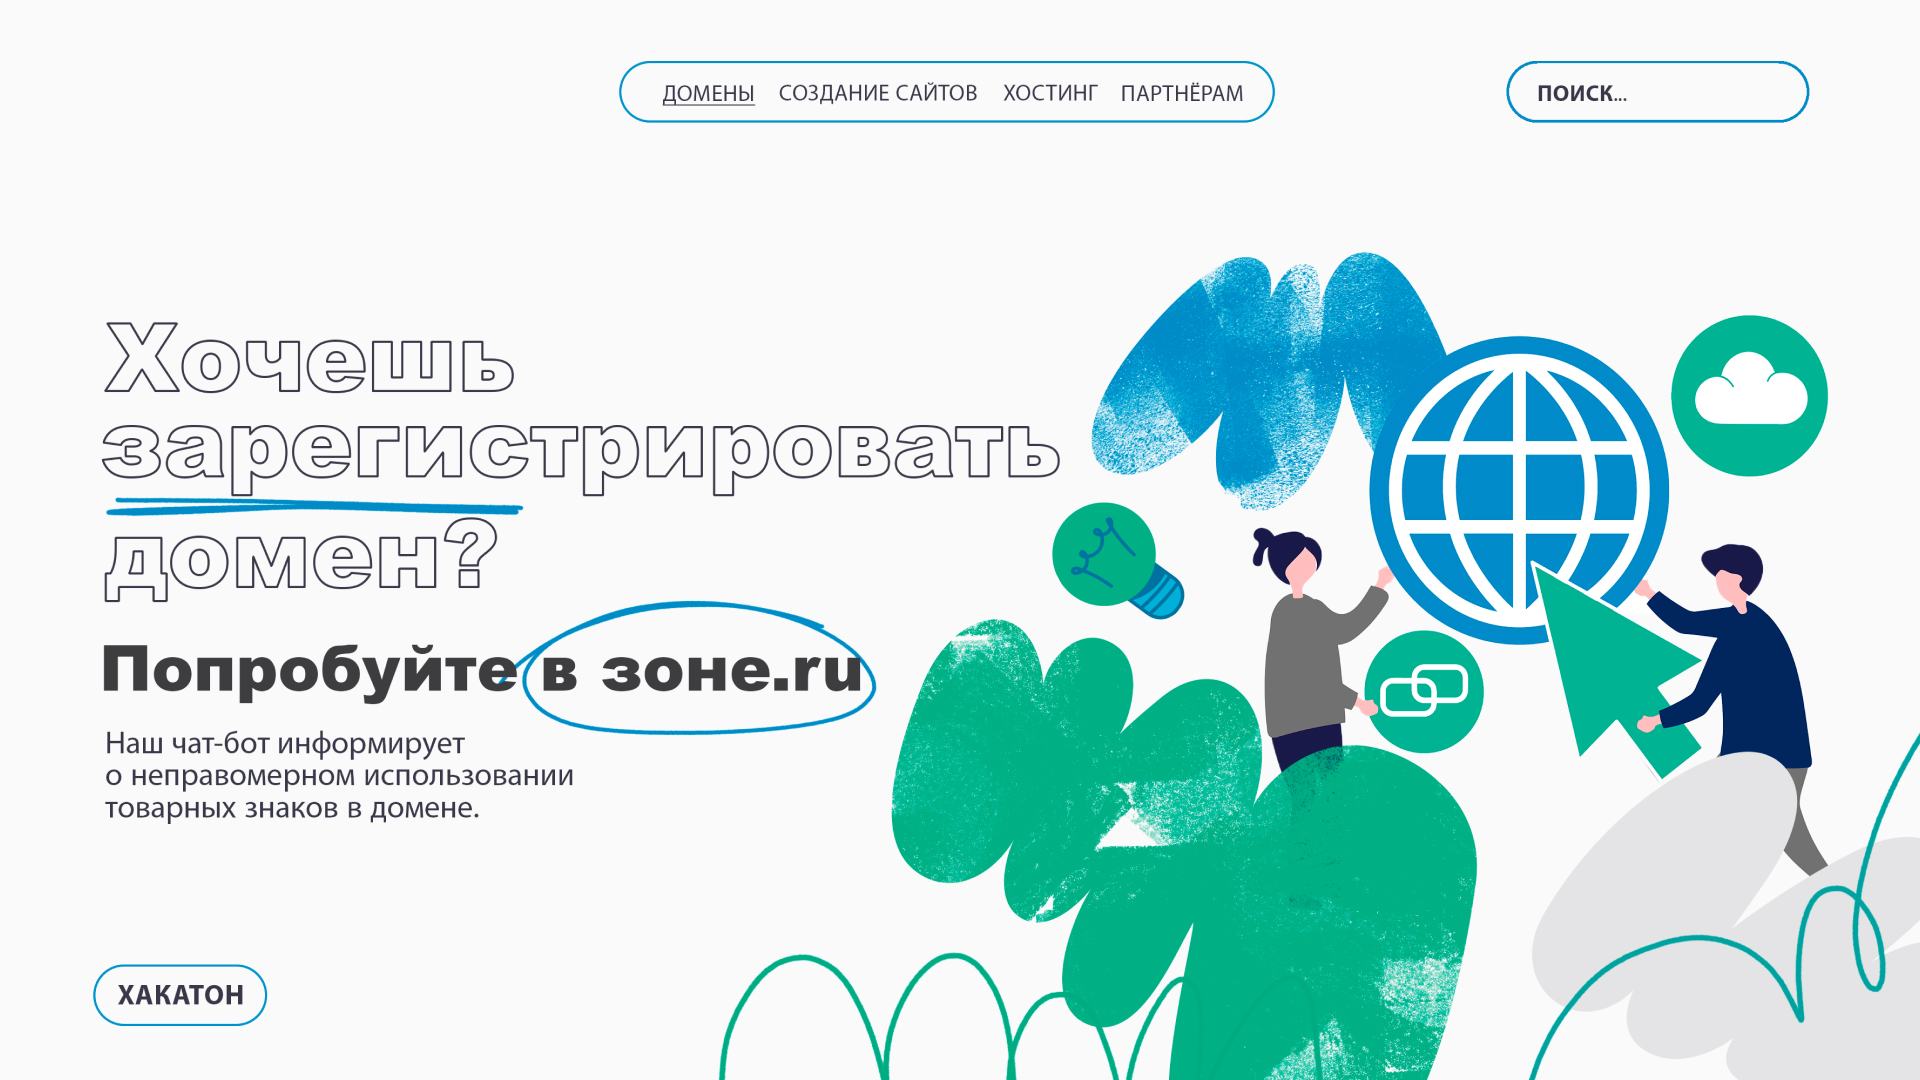 ДОМЕНЫ СОЗДАНИЕ САЙТОВ ХОСТИНГ ПАРТНЁРАМ
ПОИСК...
Хочешь
зарегистрировать
домен?
Попробуйте в зоне.ru
Наш чат-бот информирует
о неправомерном использовании
товарных знаков в домене.
ХАКАТОН